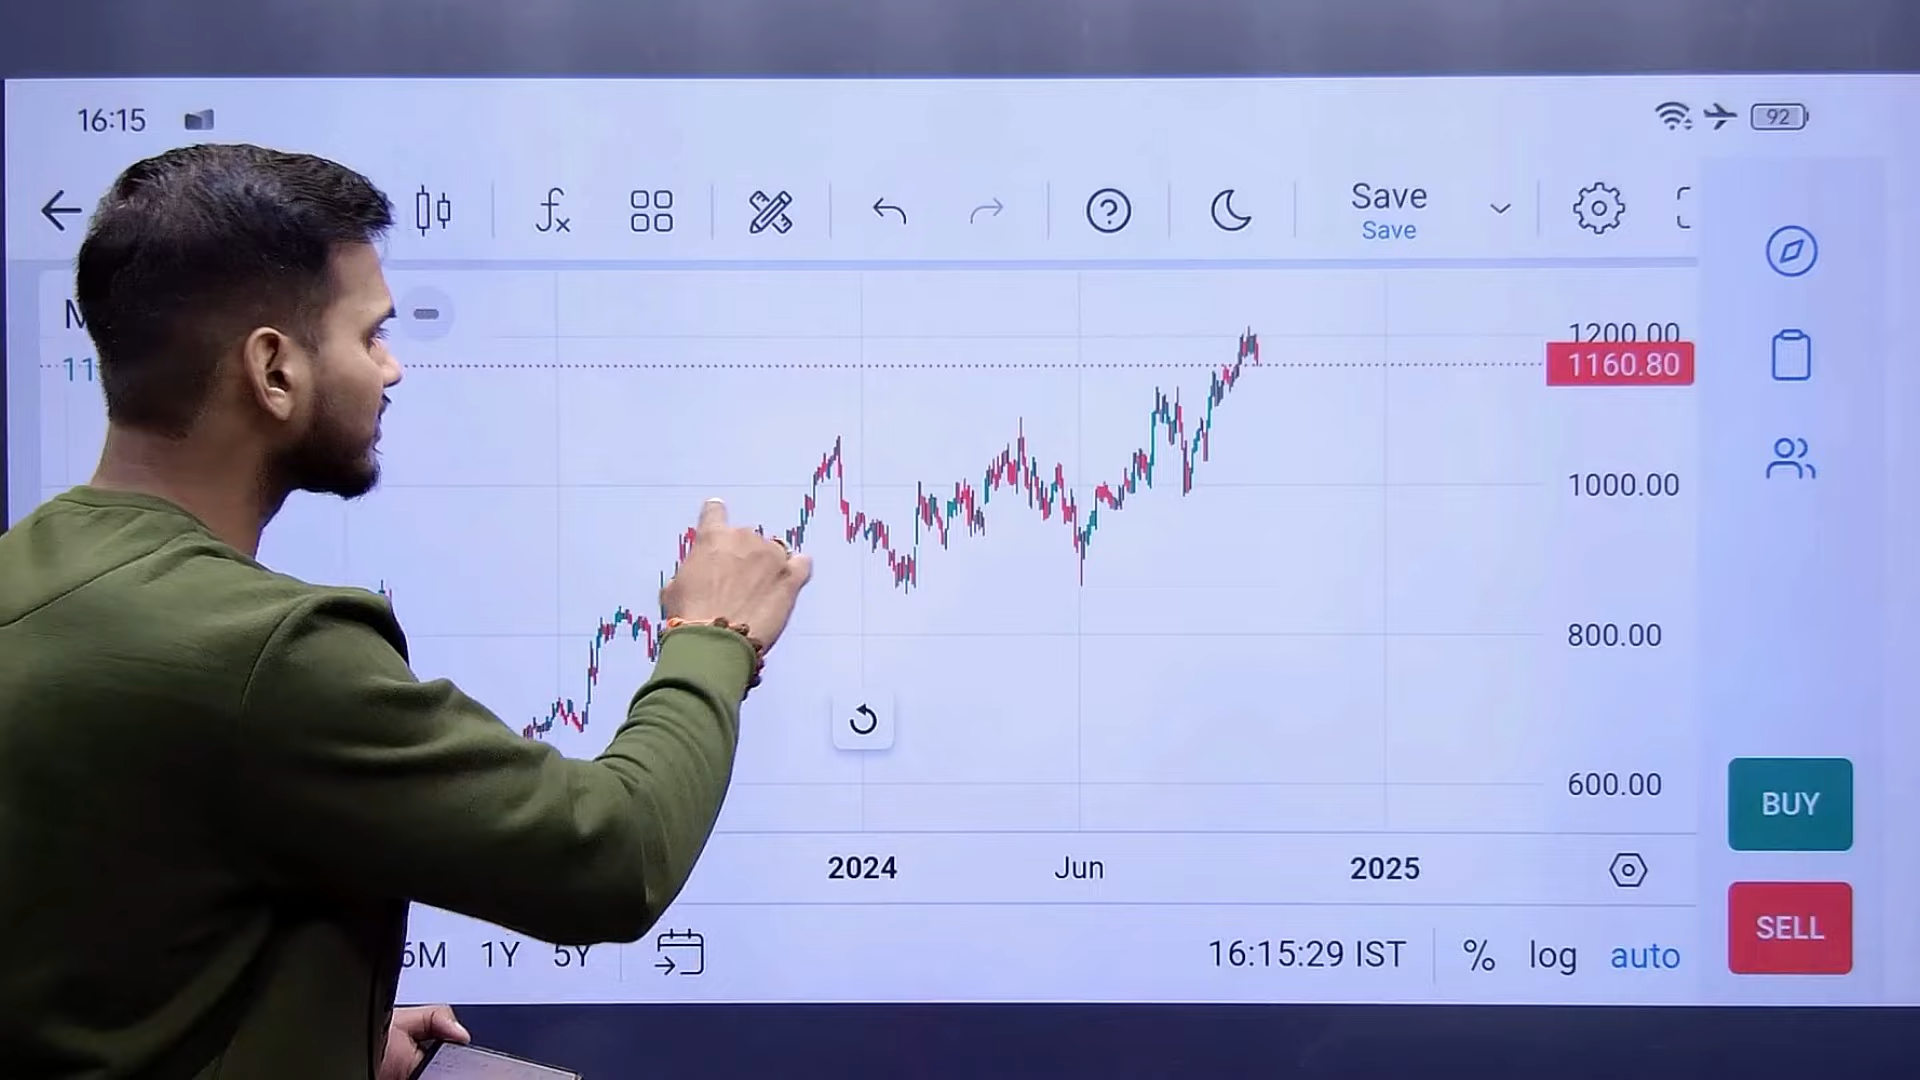 16:15
92
Save
Save
1200.00
1160.80
1000.00
800.00
600.00
2024 Jun 2025
1Y 5Y 16:15:29 IST % log auto
BUY
SELL